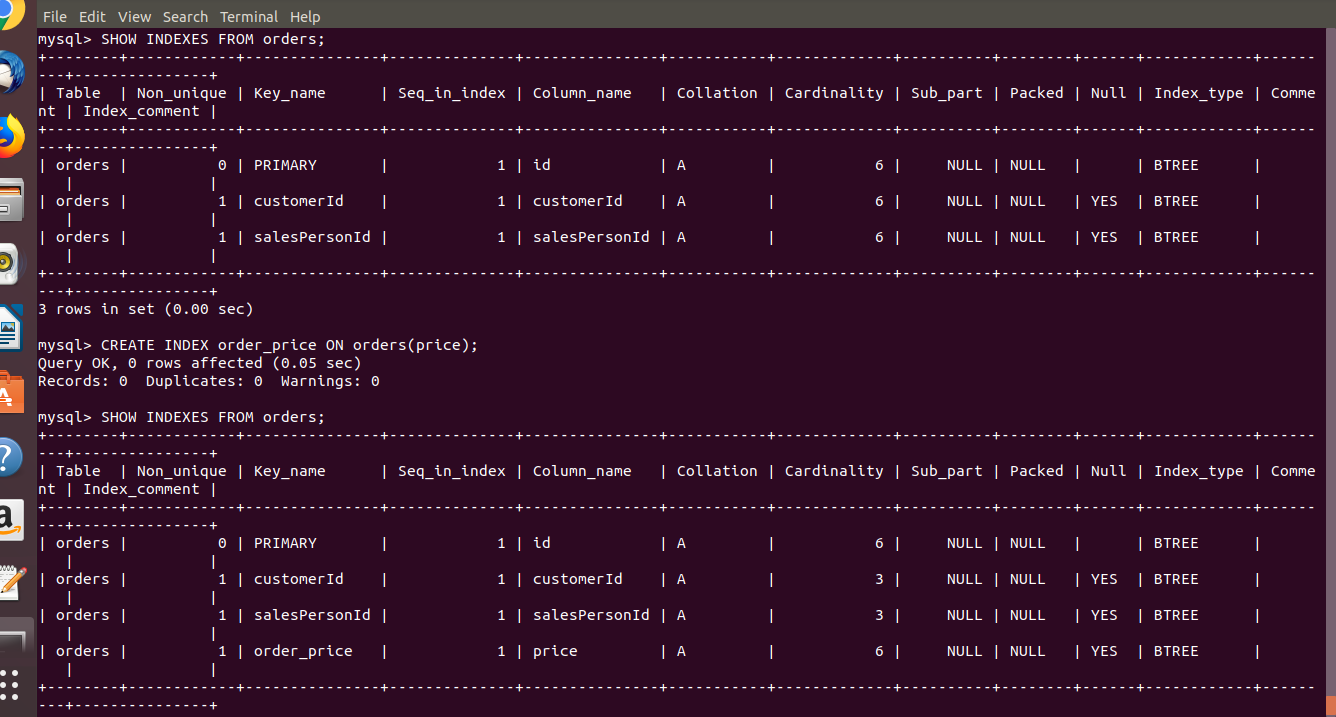 File Edit View Search Terminal Help
mysql> SHOW INDEXES FROM orders;
+--------+------------+---------------+--------------+---------------+-----------+-------------+----------+--------+------+------------+------
---+---------------+
| Table  | Non_unique | Key_name      | Seq_in_index | Column_name   | Collation | Cardinality | Sub_part | Packed | Null | Index_type | Comme
nt | Index_comment |
+--------+------------+---------------+--------------+---------------+-----------+-------------+----------+--------+------+------------+------
---+---------------+
| orders |          0 | PRIMARY       |            1 | id            | A         |           6 |     NULL | NULL   |      | BTREE      |
   |               |
| orders |          1 | customerId    |            1 | customerId    | A         |           6 |     NULL | NULL   | YES  | BTREE      |
   |               |
| orders |          1 | salesPersonId |            1 | salesPersonId | A         |           6 |     NULL | NULL   | YES  | BTREE      |
   |               |
+--------+------------+---------------+--------------+---------------+-----------+-------------+----------+--------+------+------------+------
---+---------------+
3 rows in set (0.00 sec)

mysql> CREATE INDEX order_price ON orders(price);
Query OK, 0 rows affected (0.05 sec)
Records: 0  Duplicates: 0  Warnings: 0

mysql> SHOW INDEXES FROM orders;
+--------+------------+---------------+--------------+---------------+-----------+-------------+----------+--------+------+------------+------
---+---------------+
| Table  | Non_unique | Key_name      | Seq_in_index | Column_name   | Collation | Cardinality | Sub_part | Packed | Null | Index_type | Comme
nt | Index_comment |
+--------+------------+---------------+--------------+---------------+-----------+-------------+----------+--------+------+------------+------
---+---------------+
| orders |          0 | PRIMARY       |            1 | id            | A         |           6 |     NULL | NULL   |      | BTREE      |
   |               |
| orders |          1 | customerId    |            1 | customerId    | A         |           3 |     NULL | NULL   | YES  | BTREE      |
   |               |
| orders |          1 | salesPersonId |            1 | salesPersonId | A         |           3 |     NULL | NULL   | YES  | BTREE      |
   |               |
| orders |          1 | order_price   |            1 | price         | A         |           6 |     NULL | NULL   | YES  | BTREE      |
   |               |
+--------+------------+---------------+--------------+---------------+-----------+-------------+----------+--------+------+------------+------
---+---------------+